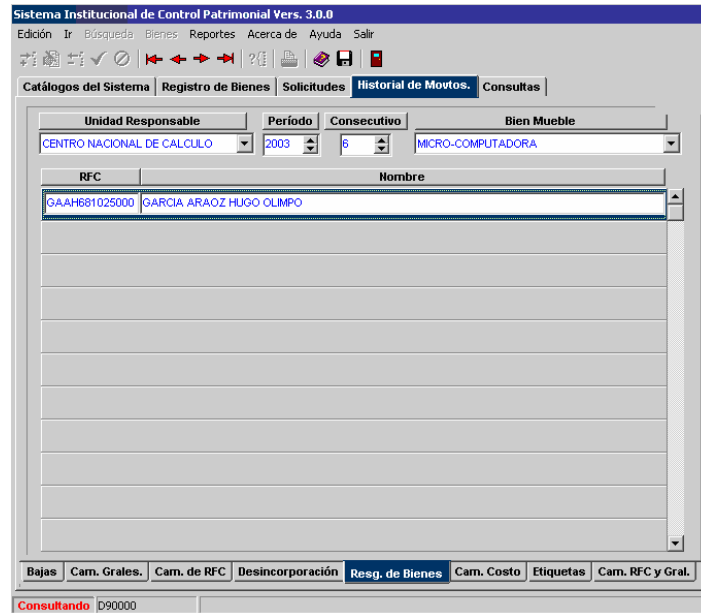 Sistema Institucional de Control Patrimonial Vers. 3.0.0
Edición Ir Búsqueda Bienes Reportes Acerca de Ayuda Salir
Catálogos del Sistema Registro de Bienes Solicitudes Historial de Movtos. Consultas
Unidad Responsable Período Consecutivo Bien Mueble
CENTRO NACIONAL DE CALCULO 2003 6 MICRO-COMPUTADORA
RFC Nombre
GAAH681025000 GARCIA ARAOZ HUGO OLIMPO
Bajas Cam. Grales. Cam. de RFC Desincorporación Resg. de Bienes Cam. Costo Etiquetas Cam. RFC y Gral.
Consultando D90000